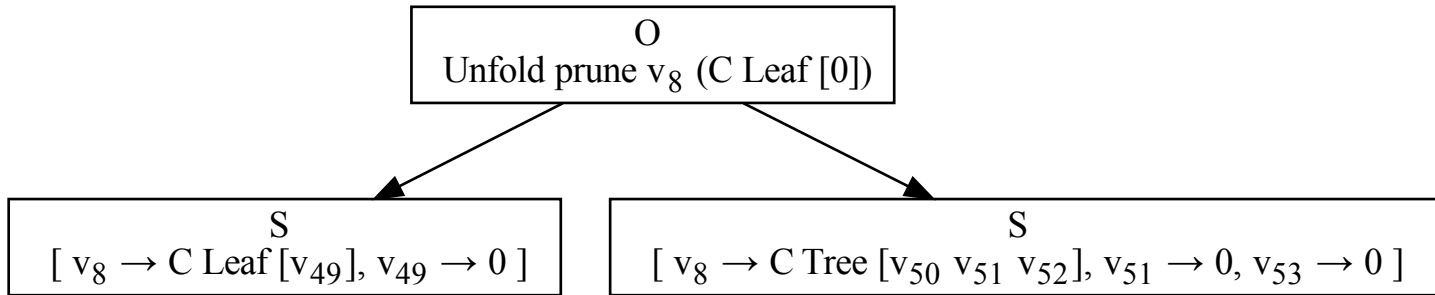 O
Unfold prune v₈ (C Leaf [0])
S
[ v₈ → C Leaf [v₄₉], v₄₉ → 0 ]
S
[ v₈ → C Tree [v₅₀ v₅₁ v₅₂], v₅₁ → 0, v₅₃ → 0 ]